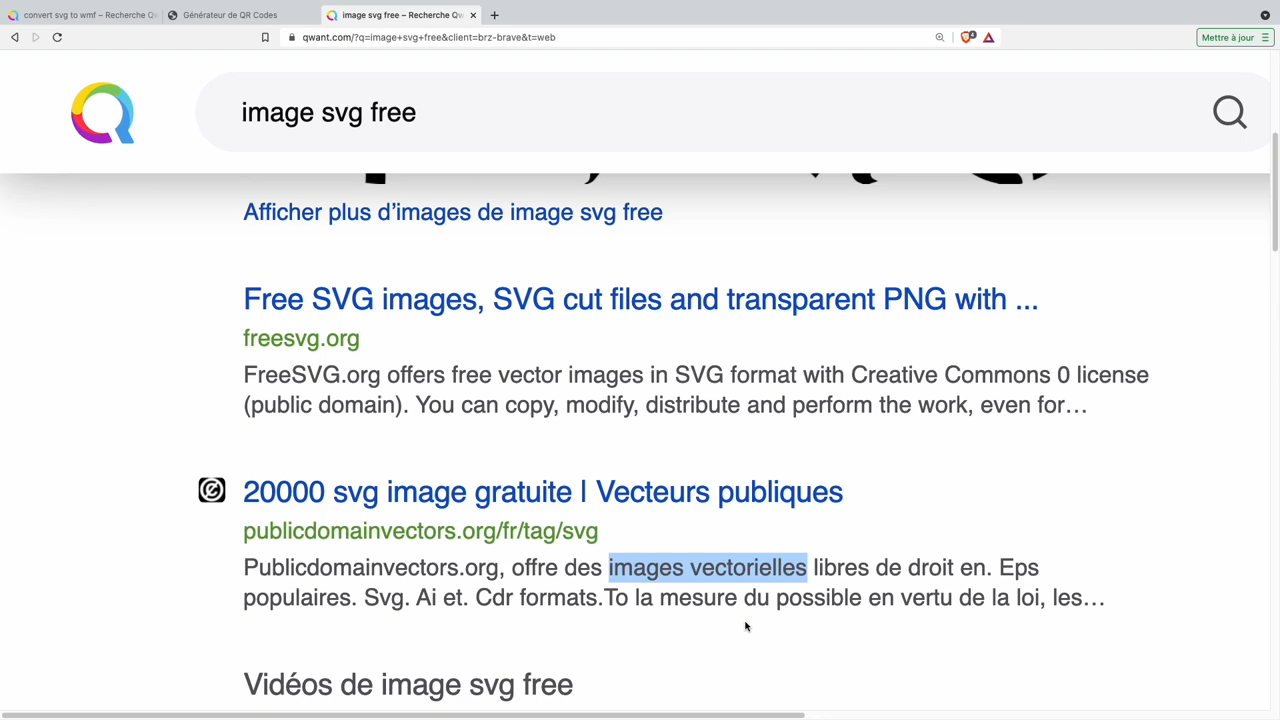 convert svg to wmf – Recherche Qw
Générateur de QR Codes
image svg free – Recherche Qw
qwant.com/?q=image+svg+free&client=brz-brave&t=web
4
Mettre à jour
image svg free
Afficher plus d'images de image svg free
Free SVG images, SVG cut files and transparent PNG with ...
freesvg.org
FreeSVG.org offers free vector images in SVG format with Creative Commons 0 license
(public domain). You can copy, modify, distribute and perform the work, even for…
20000 svg image gratuite | Vecteurs publiques
publicdomainvectors.org/fr/tag/svg
Publicdomainvectors.org, offre des images vectorielles libres de droit en. Eps
populaires. Svg. Ai et. Cdr formats.To la mesure du possible en vertu de la loi, les…
Vidéos de image svg free